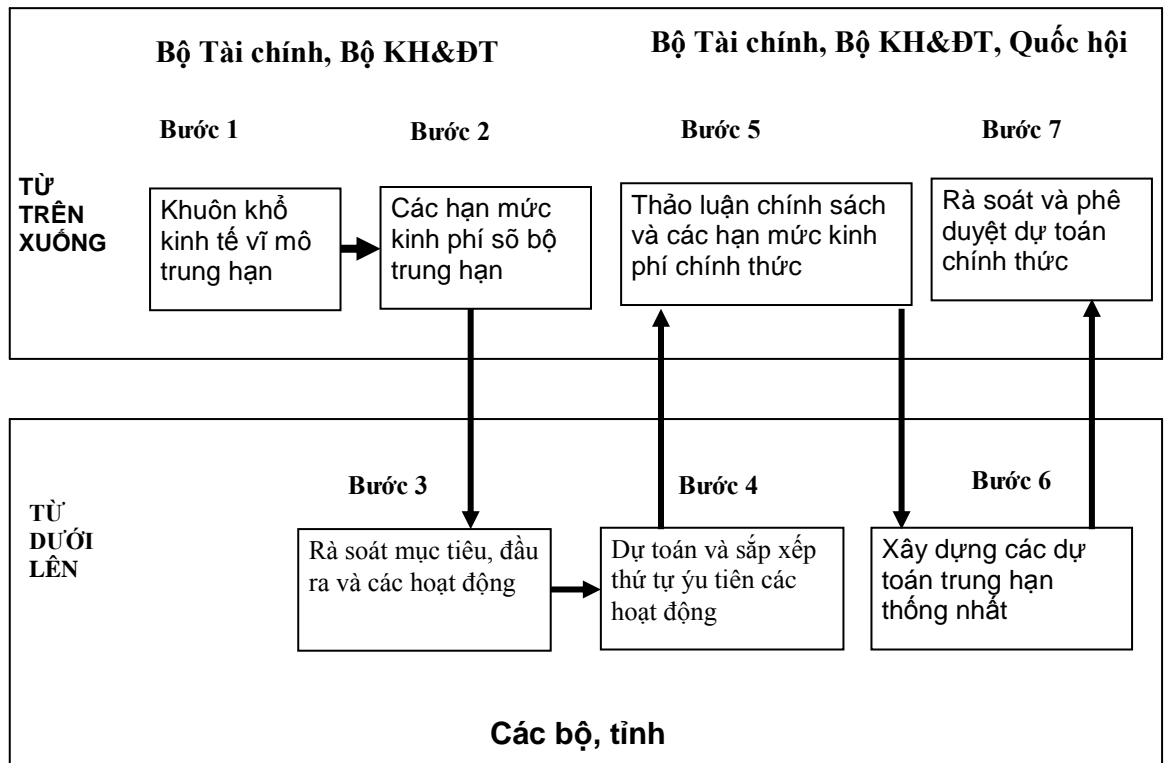 Bộ Tài chính, Bộ KH&ĐT
Bộ Tài chính, Bộ KH&ĐT, Quốc hội
Bước 1
Bước 2
Bước 5
Bước 7
TỪ
TRÊN
XUỐNG
Khuôn khổ
kinh tế vĩ mô
trung hạn
Các hạn mức
kinh phí sõ bộ
trung hạn
Thảo luận chính sách
và các hạn mức kinh
phí chính thức
Rà soát và phê
duyệt dự toán
chính thức
Bước 3
Bước 4
Bước 6
TỪ
DƯỚI
LÊN
Rà soát mục tiêu, đầu
ra và các hoạt động
Dự toán và sắp xếp
thứ tự ýu tiên các
hoạt động
Xây dựng các dự
toán trung hạn
thống nhất
Các bộ, tỉnh